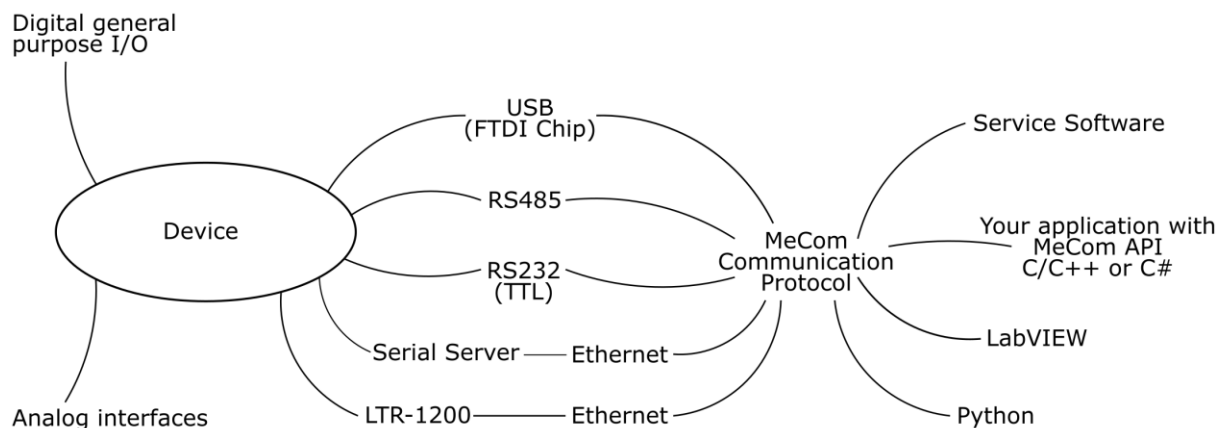 Digital general
purpose I/O
USB
(FTDI Chip)
Service Software
RS485
Device
Your application with
MeCom API
C/C++ or C#
MeCom
Communication
Protocol
RS232
(TTL)
LabVIEW
Serial Server
Ethernet
Analog interfaces
LTR-1200
Ethernet
Python